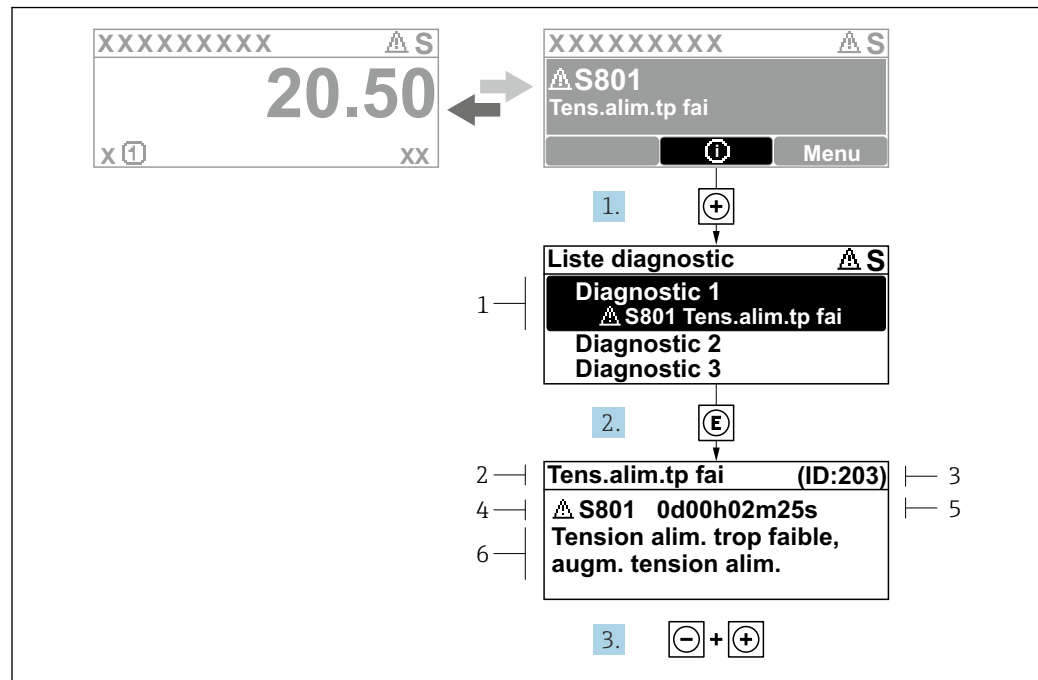 XXXXXXXXX ⚠ S
20.50
x ① xx
XXXXXXXXX ⚠ S
⚠ S801
Tens.alim.tp fai
ⓘ Menu
1. +
Liste diagnostic ⚠ S
1
Diagnostic 1
⚠ S801 Tens.alim.tp fai
Diagnostic 2
Diagnostic 3
2. E
2 Tens.alim.tp fai (ID:203) 3
4 ⚠ S801 0d00h02m25s 5
6
Tension alim. trop faible,
augm. tension alim.
3. - + +